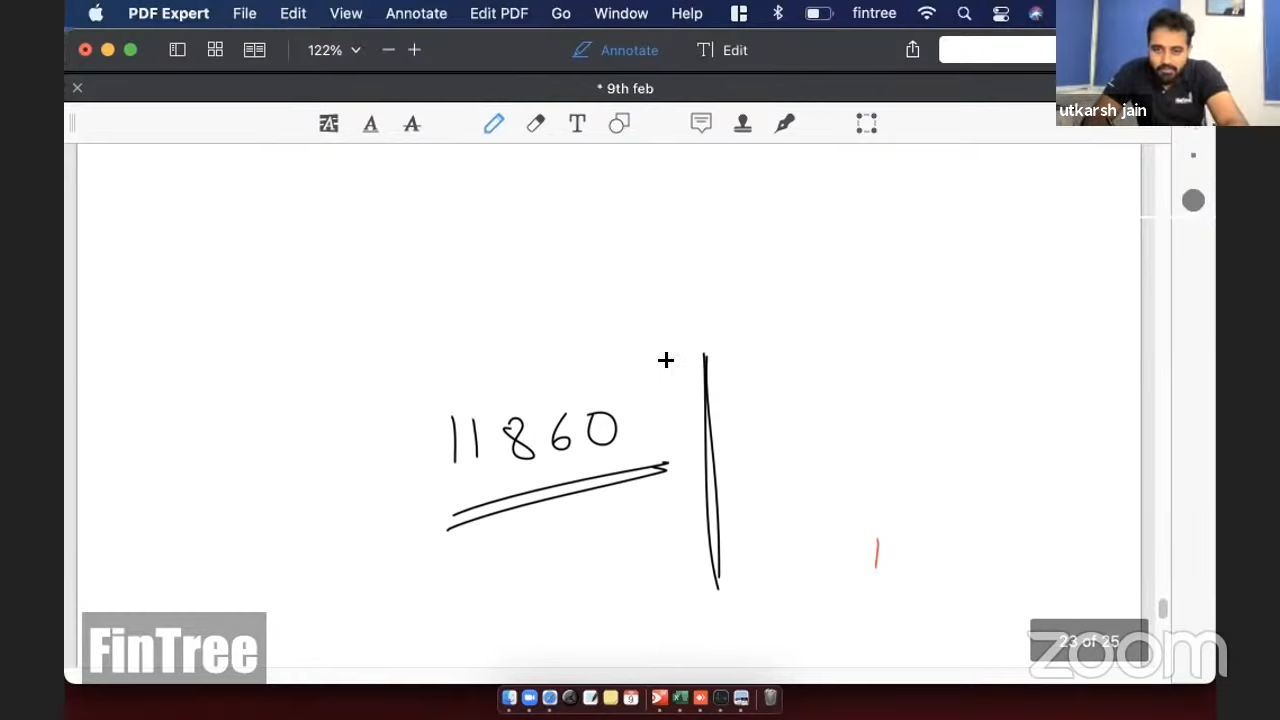 PDF Expert File Edit View Annotate Edit PDF Go Window Help fintree
122% Annotate T Edit
* 9th feb
A A A T
utkarsh jain
11860
FinTree
23 of 25
zoom